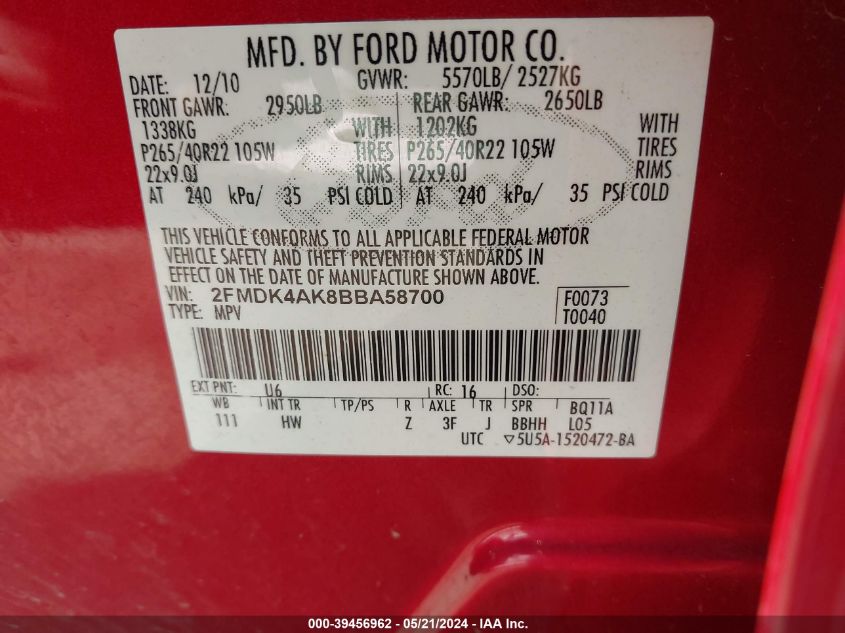 MFD. BY FORD MOTOR CO.
DATE: 12/10 GVWR: 5570LB/ 2527KG
FRONT GAWR: 2950LB REAR GAWR: 2650LB
1338KG WITH 1202KG WITH
P265/40R22 105W TIRES P265/40R22 105W TIRES
22x9.0J RIMS 22x9.0J RIMS
AT 240 kPa/ 35 PSI COLD AT 240 kPa/ 35 PSI COLD
THIS VEHICLE CONFORMS TO ALL APPLICABLE FEDERAL MOTOR
VEHICLE SAFETY AND THEFT PREVENTION STANDARDS IN
EFFECT ON THE DATE OF MANUFACTURE SHOWN ABOVE.
VIN: 2FMDK4AK8BBA58700 F0073
TYPE: MPV T0040
EXT PNT: U6 RC: 16 DSO:
WB INT TR TP/PS R AXLE TR SPR BQ11A
111 HW Z 3F J BBHH L05
UTC ▽5U5A-1520472-BA
000-39456962 - 05/21/2024 - IAA Inc.